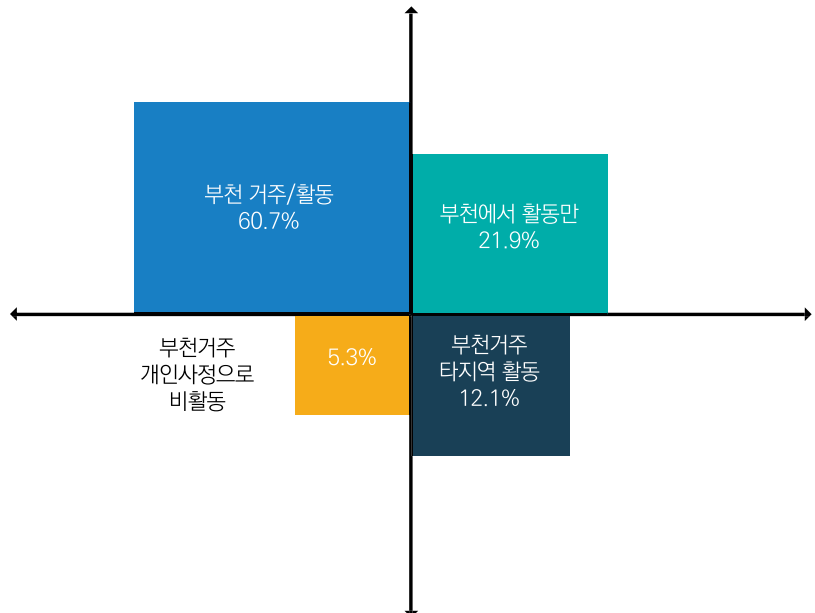 부천 거주/활동
60.7%
부천에서 활동만
21.9%
부천거주
개인사정으로
비활동
5.3%
부천거주
타지역 활동
12.1%